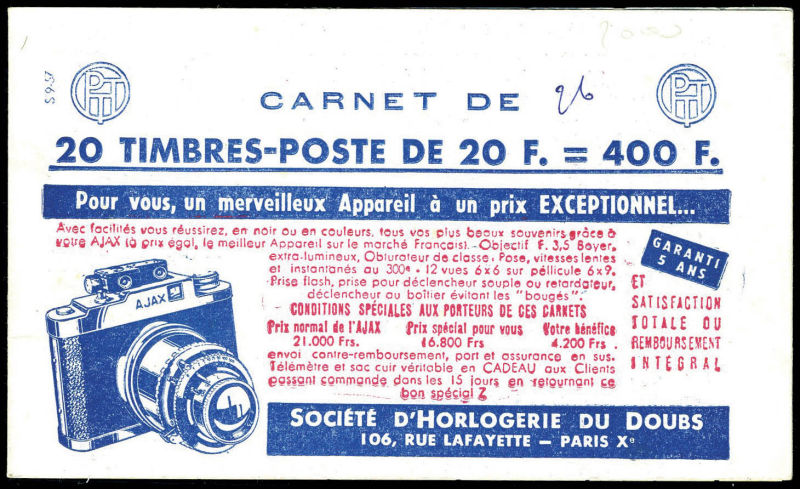 S 9-57
PTT
CARNET DE
26
PTT
20 TIMBRES-POSTE DE 20 F. = 400 F.
Pour vous, un merveilleux Appareil à un prix EXCEPTIONNEL...
Avec facilités vous réussirez, en noir ou en couleurs, tous vos plus beaux souvenirs grâce à
votre AJAX (à prix égal, le meilleur Appareil sur le marché Français). - Objectif F. 3,5 Boyer,
extra-lumineux, Obturateur de classe. Pose, vitesses lentes
et instantanés au 300e - 12 vues 6x6 sur péllicule 6x9.
Prise flash, prise pour déclencheur souple ou retardateur,
déclencheur au boîtier évitant les "bougés".
CONDITIONS SPÉCIALES AUX PORTEURS DE CES CARNETS
Prix normal de l'AJAX Prix spécial pour vous Votre bénéfice
21.000 Frs. 16.800 Frs 4.200 Frs.
envoi contre-remboursement, port et assurance en sus.
Télémètre et sac cuir véritable en CADEAU aux Clients
passant commande dans les 15 jours en retournant ce
bon spécial Z
GARANTI
5 ANS
ET
SATISFACTION
TOTALE OU
REMBOURSEMENT
INTÉGRAL
AJAX
SOCIÉTÉ D'HORLOGERIE DU DOUBS
106, RUE LAFAYETTE – PARIS Xe